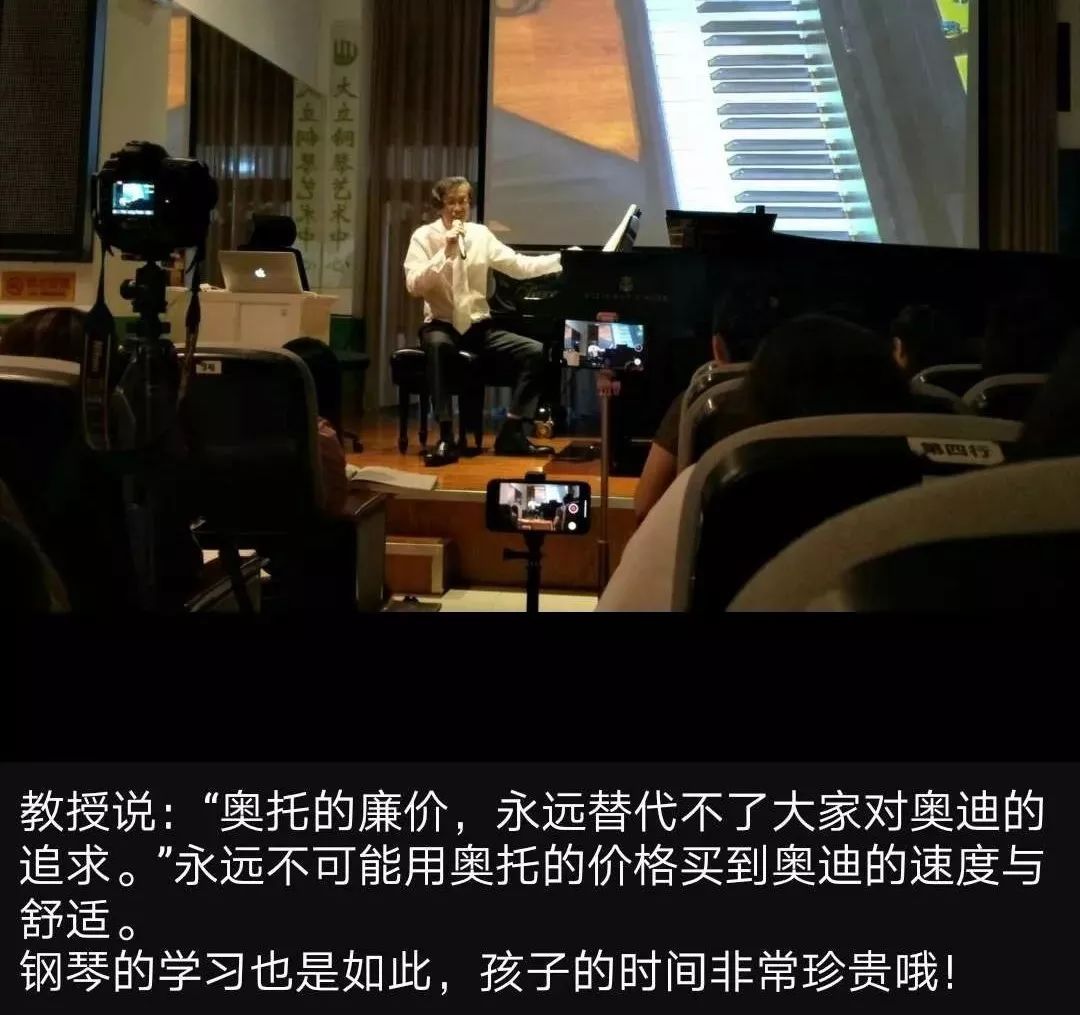 大立钢琴艺术中心
第四行
教授说：“奥托的廉价，永远替代不了大家对奥迪的
追求。”永远不可能用奥托的价格买到奥迪的速度与
舒适。
钢琴的学习也是如此，孩子的时间非常珍贵哦！